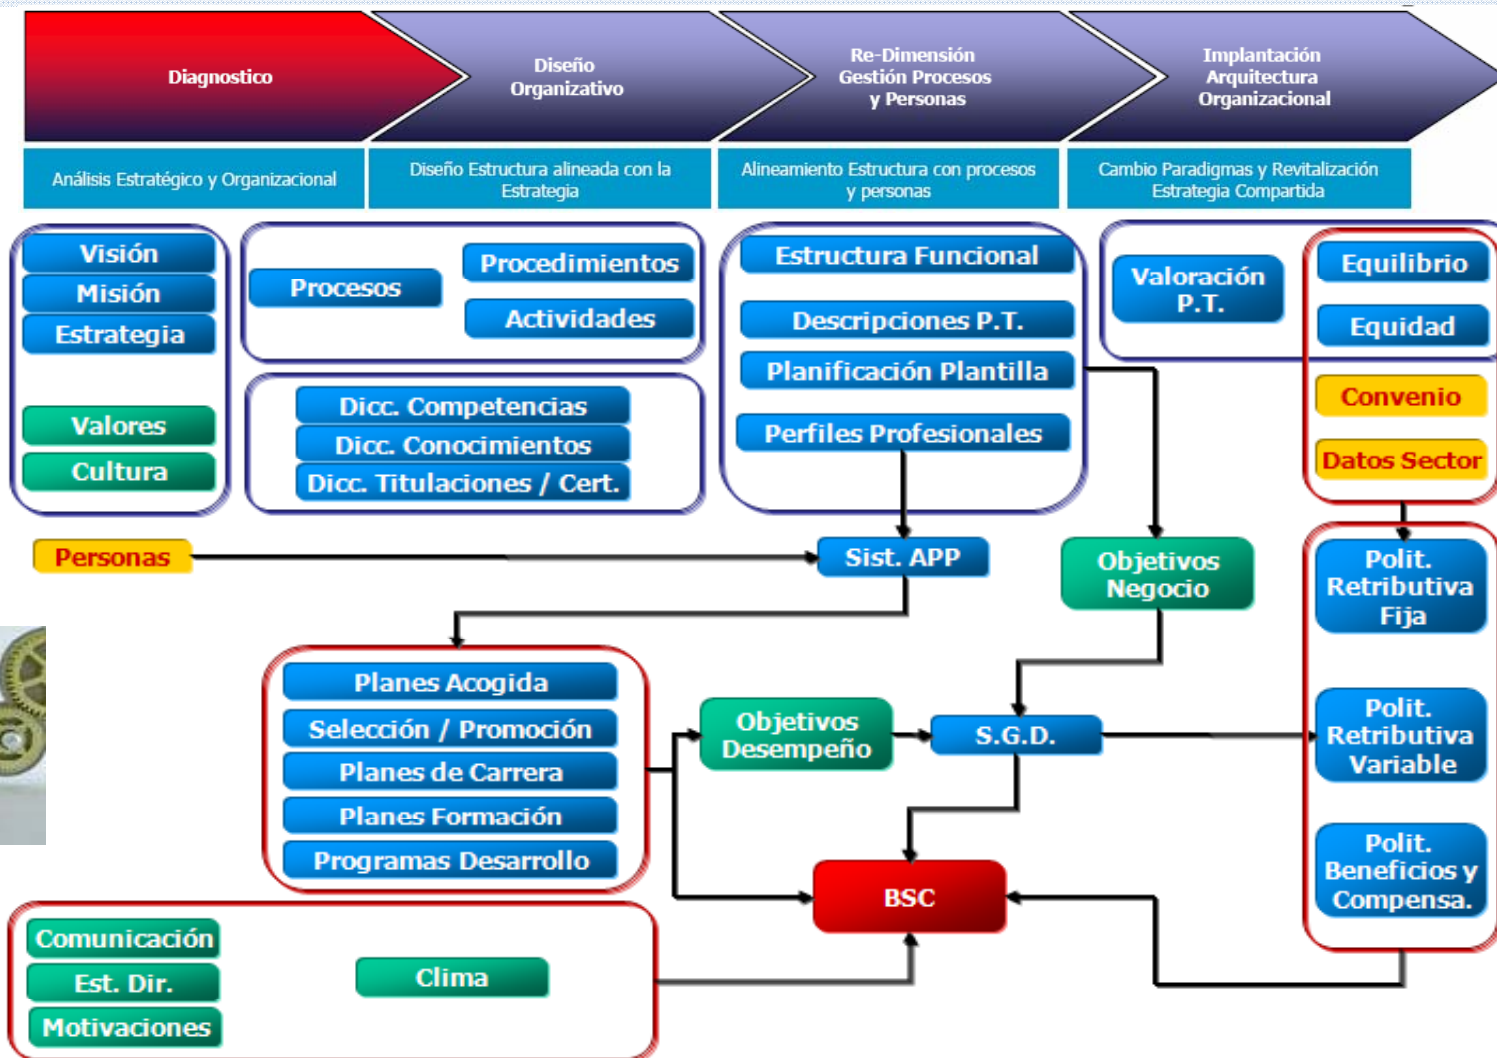 Diagnostico
Diseño
Organizativo
Re-Dimensión
Gestión Procesos
y Personas
Implantación
Arquitectura
Organizacional
Análisis Estratégico y Organizacional
Diseño Estructura alineada con la
Estrategia
Alineamiento Estructura con procesos
y personas
Cambio Paradigmas y Revitalización
Estrategia Compartida
Visión
Misión
Estrategia
Valores
Cultura
Procesos
Procedimientos
Actividades
Dicc. Competencias
Dicc. Conocimientos
Dicc. Titulaciones / Cert.
Estructura Funcional
Descripciones P.T.
Planificación Plantilla
Perfiles Profesionales
Valoración
P.T.
Equilibrio
Equidad
Convenio
Datos Sector
Personas
Sist. APP
Objetivos
Negocio
Polit.
Retributiva
Fija
Planes Acogida
Selección / Promoción
Planes de Carrera
Planes Formación
Programas Desarrollo
Objetivos
Desempeño
S.G.D.
Polit.
Retributiva
Variable
BSC
Polit.
Beneficios y
Compensa.
Comunicación
Est. Dir.
Motivaciones
Clima